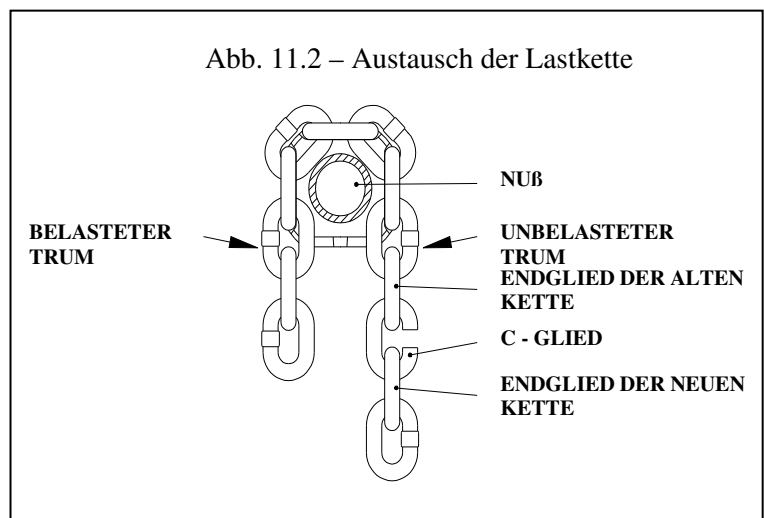 Abb. 11.2 – Austausch der Lastkette
NUß
BELASTETER
TRUM
UNBELASTETER
TRUM
ENDGLIED DER ALTEN
KETTE
C - GLIED
ENDGLIED DER NEUEN
KETTE